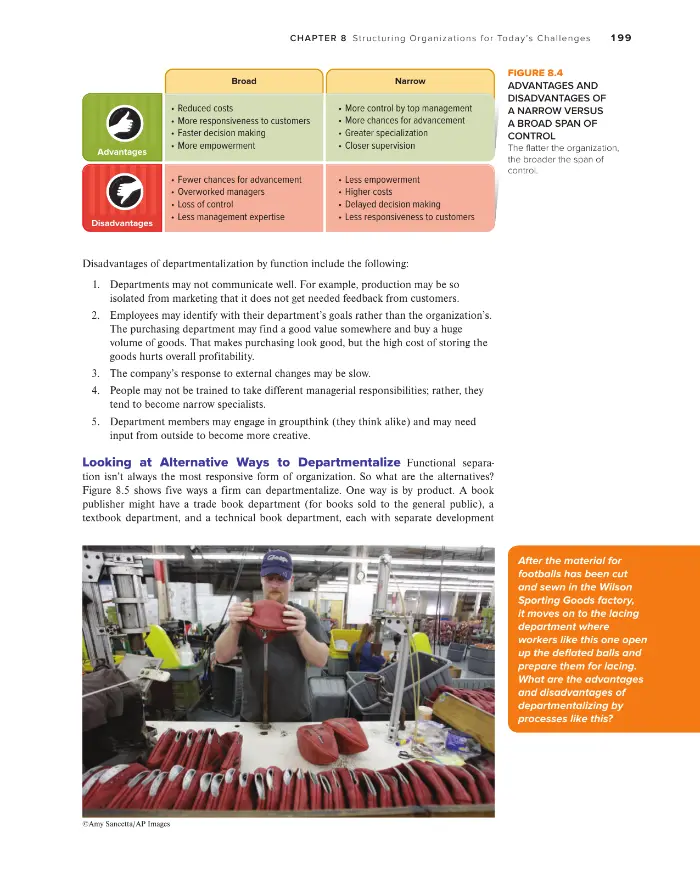 CHAPTER 8 Structuring Organizations for Today's Challenges 199
Broad
Narrow
Advantages
• Reduced costs
• More responsiveness to customers
• Faster decision making
• More empowerment
• More control by top management
• More chances for advancement
• Greater specialization
• Closer supervision
Disadvantages
• Fewer chances for advancement
• Overworked managers
• Loss of control
• Less management expertise
• Less empowerment
• Higher costs
• Delayed decision making
• Less responsiveness to customers
FIGURE 8.4
ADVANTAGES AND
DISADVANTAGES OF
A NARROW VERSUS
A BROAD SPAN OF
CONTROL
The flatter the organization,
the broader the span of
control.
Disadvantages of departmentalization by function include the following:
1. Departments may not communicate well. For example, production may be so
isolated from marketing that it does not get needed feedback from customers.
2. Employees may identify with their department's goals rather than the organization's.
The purchasing department may find a good value somewhere and buy a huge
volume of goods. That makes purchasing look good, but the high cost of storing the
goods hurts overall profitability.
3. The company's response to external changes may be slow.
4. People may not be trained to take different managerial responsibilities; rather, they
tend to become narrow specialists.
5. Department members may engage in groupthink (they think alike) and may need
input from outside to become more creative.
Looking at Alternative Ways to Departmentalize Functional separa-
tion isn't always the most responsive form of organization. So what are the alternatives?
Figure 8.5 shows five ways a firm can departmentalize. One way is by product. A book
publisher might have a trade book department (for books sold to the general public), a
textbook department, and a technical book department, each with separate development
After the material for
footballs has been cut
and sewn in the Wilson
Sporting Goods factory,
it moves on to the lacing
department where
workers like this one open
up the deflated balls and
prepare them for lacing.
What are the advantages
and disadvantages of
departmentalizing by
processes like this?
©Amy Sancetta/AP Images